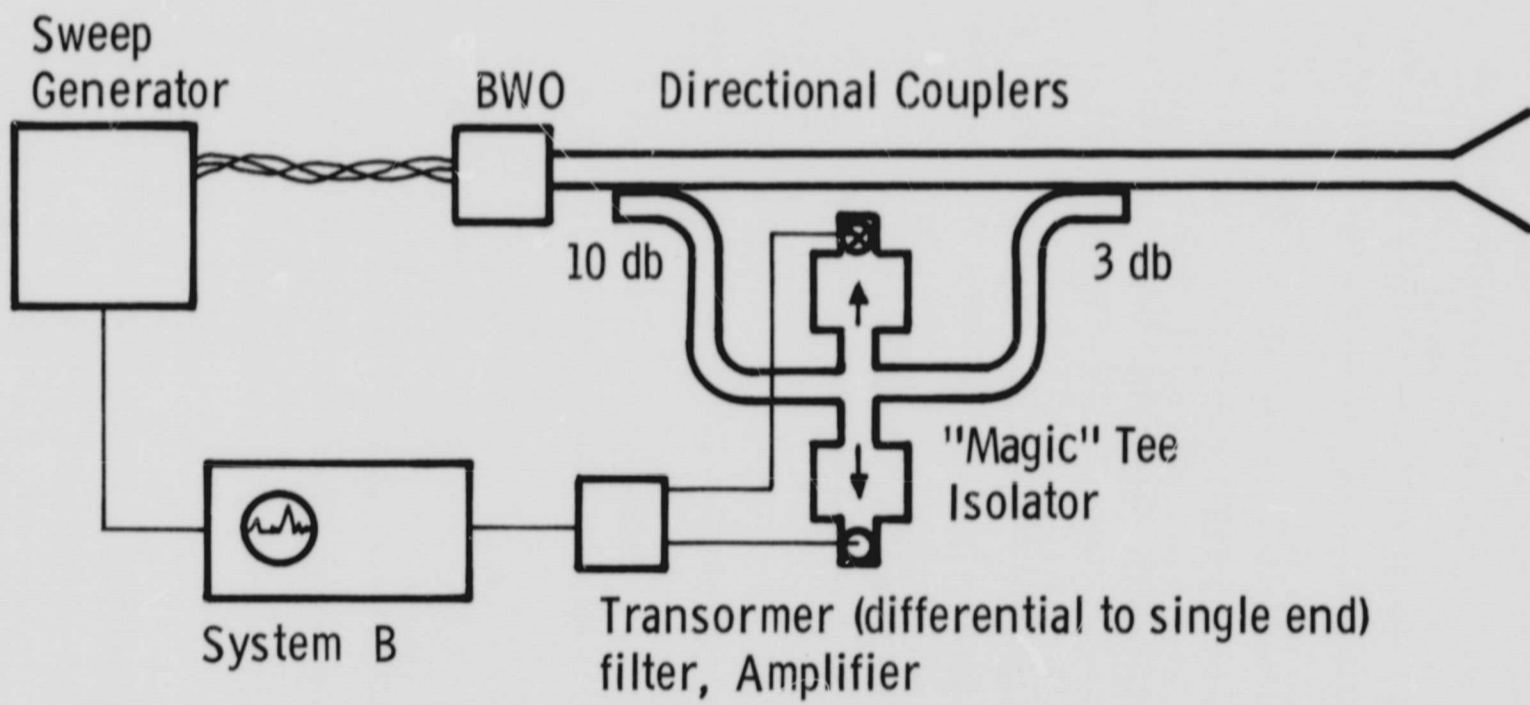 Sweep
Generator
BWO
Directional Couplers
10 db
3 db
"Magic" Tee
Isolator
System B
Transormer (differential to single end)
filter, Amplifier